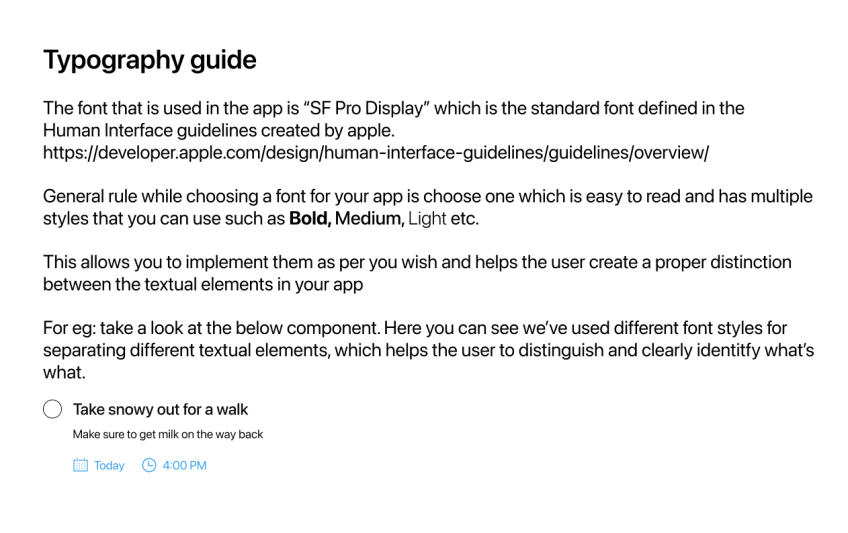 Typography guide
The font that is used in the app is “SF Pro Display” which is the standard font defined in the
Human Interface guidelines created by apple.
https://developer.apple.com/design/human-interface-guidelines/guidelines/overview/
General rule while choosing a font for your app is choose one which is easy to read and has multiple
styles that you can use such as Bold, Medium, Light etc.
This allows you to implement them as per you wish and helps the user create a proper distinction
between the textual elements in your app
For eg: take a look at the below component. Here you can see we’ve used different font styles for
separating different textual elements, which helps the user to distinguish and clearly identitfy what’s
what.
Take snowy out for a walk
Make sure to get milk on the way back
Today 4:00 PM